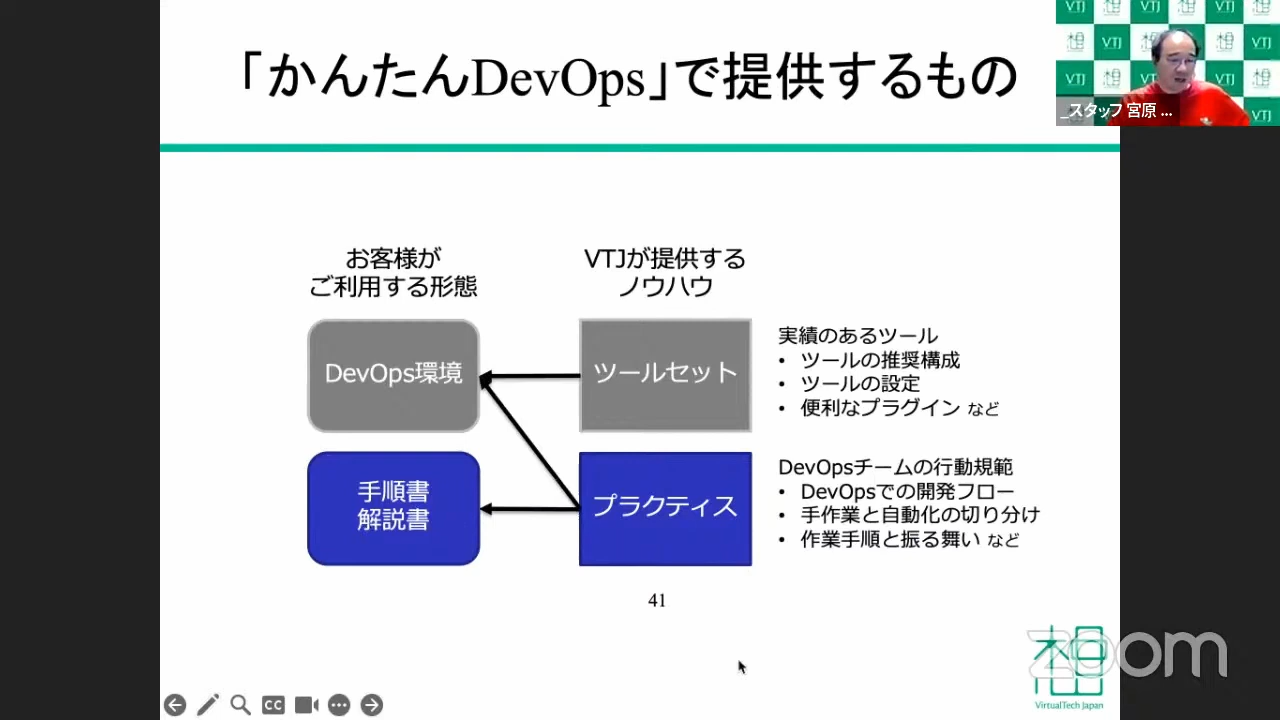 「かんたんDevOps」で提供するもの
VTJ
VTJ
VTJ
VTJ
VTJ
VTJ
VTJ
_スタッフ 宮原 ...
お客様が
ご利用する形態
VTJが提供する
ノウハウ
DevOps環境
ツールセット
実績のあるツール
• ツールの推奨構成
• ツールの設定
• 便利なプラグイン など
手順書
解説書
プラクティス
DevOpsチームの行動規範
• DevOpsでの開発フロー
• 手作業と自動化の切り分け
• 作業手順と振る舞い など
41
zoom
VirtualTech Japan
CC